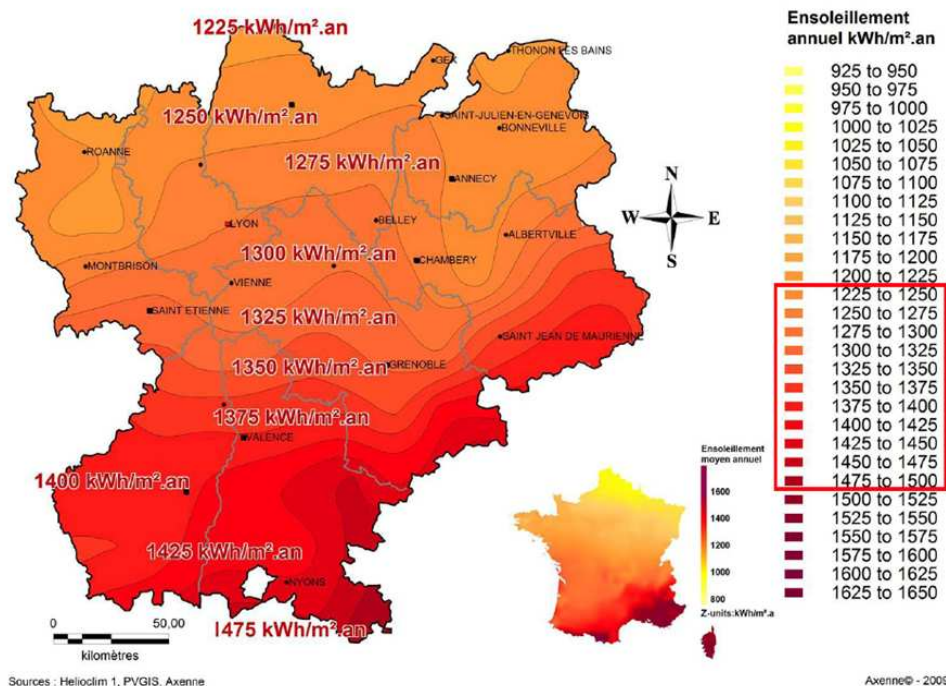 1225 kWh/m².an
GEX
THONON LES BAINS
1250 kWh/m².an
SAINT-JULIEN-EN-GENEVOIS
BONNEVILLE
ROANNE
1275 kWh/m².an
ANNECY
LYON
BELLEY
ALBERTVILLE
1300 kWh/m².an
CHAMBERY
MONTBRISON
VIENNE
SAINT ETIENNE
1325 kWh/m².an
SAINT JEAN DE MAURIENNE
1350 kWh/m².an
GRENOBLE
1375 kWh/m².an
VALENCE
1400 kWh/m².an
1425 kWh/m².an
NYONS
1475 kWh/m².an
N
W
E
S
0
50,00
kilomètres
Ensoleillement
moyen annuel
1600
1400
1200
1000
800
Z-units:kWh/m².a
Ensoleillement
annuel kWh/m².an
925 to 950
950 to 975
975 to 1000
1000 to 1025
1025 to 1050
1050 to 1075
1075 to 1100
1100 to 1125
1125 to 1150
1150 to 1175
1175 to 1200
1200 to 1225
1225 to 1250
1250 to 1275
1275 to 1300
1300 to 1325
1325 to 1350
1350 to 1375
1375 to 1400
1400 to 1425
1425 to 1450
1450 to 1475
1475 to 1500
1500 to 1525
1525 to 1550
1550 to 1575
1575 to 1600
1600 to 1625
1625 to 1650
Sources : Helioclim 1, PVGIS, Axenne
Axenne© - 2009